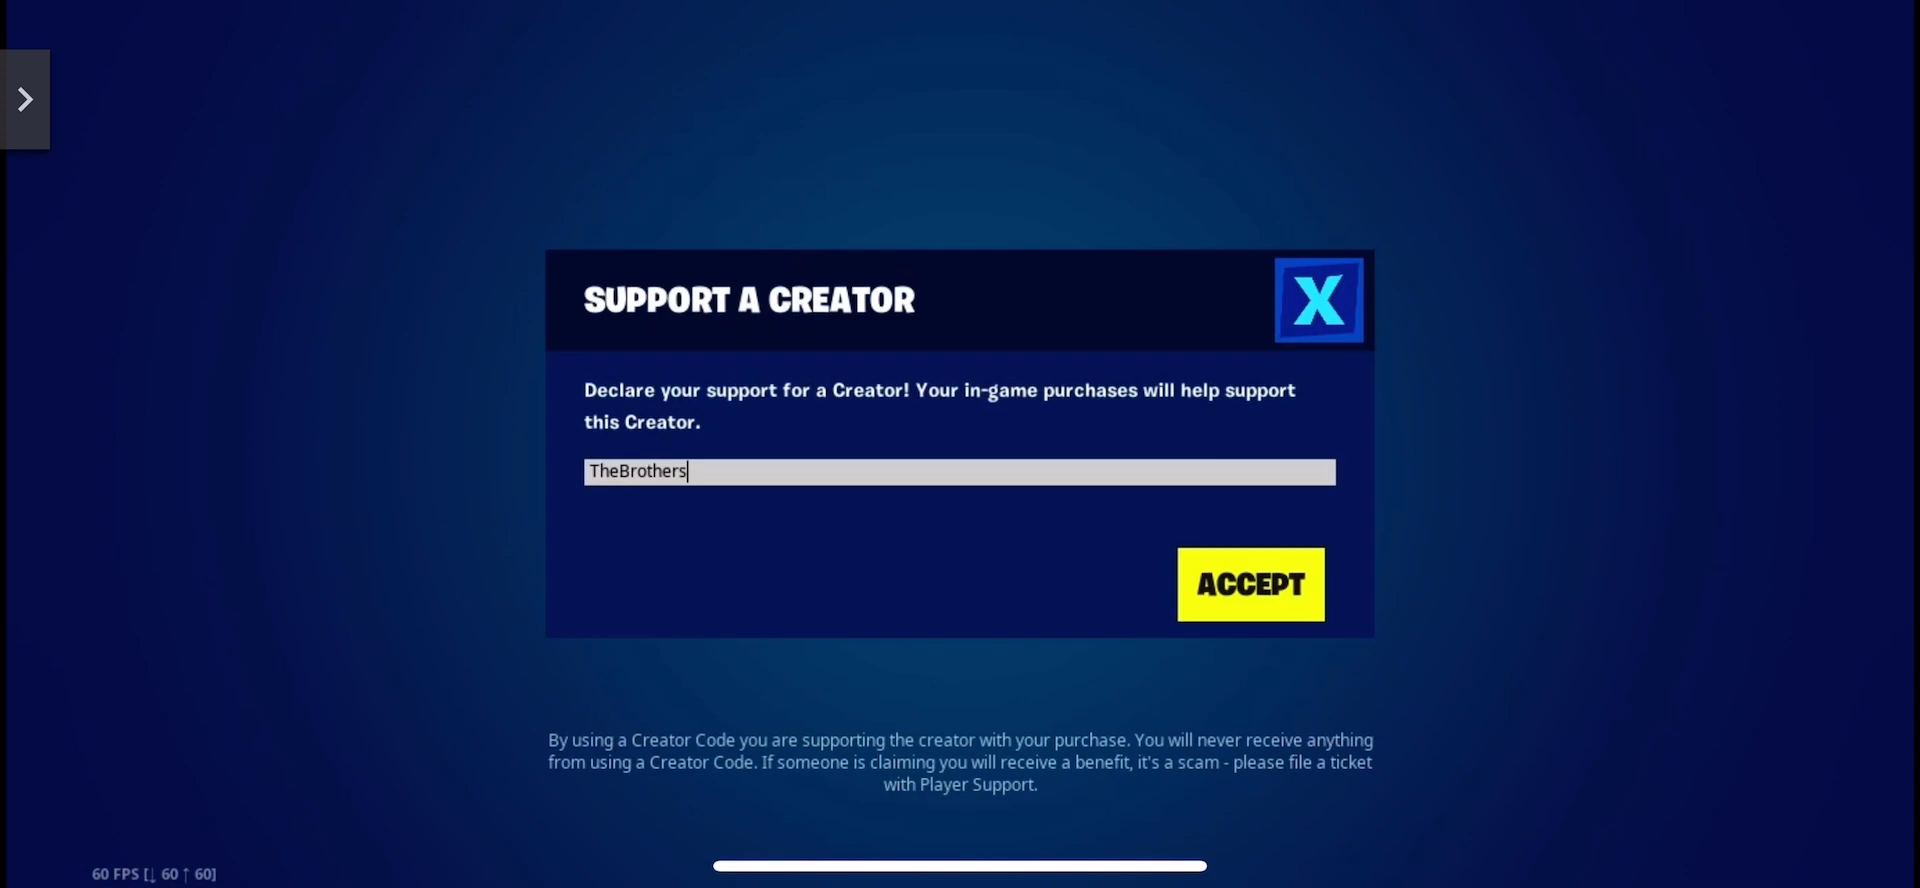 SUPPORT A CREATOR
X
Declare your support for a Creator! Your in-game purchases will help support
this Creator.
TheBrothers
ACCEPT
By using a Creator Code you are supporting the creator with your purchase. You will never receive anything
from using a Creator Code. If someone is claiming you will receive a benefit, it's a scam - please file a ticket
with Player Support.
60 FPS [↓ 60 ↑ 60]